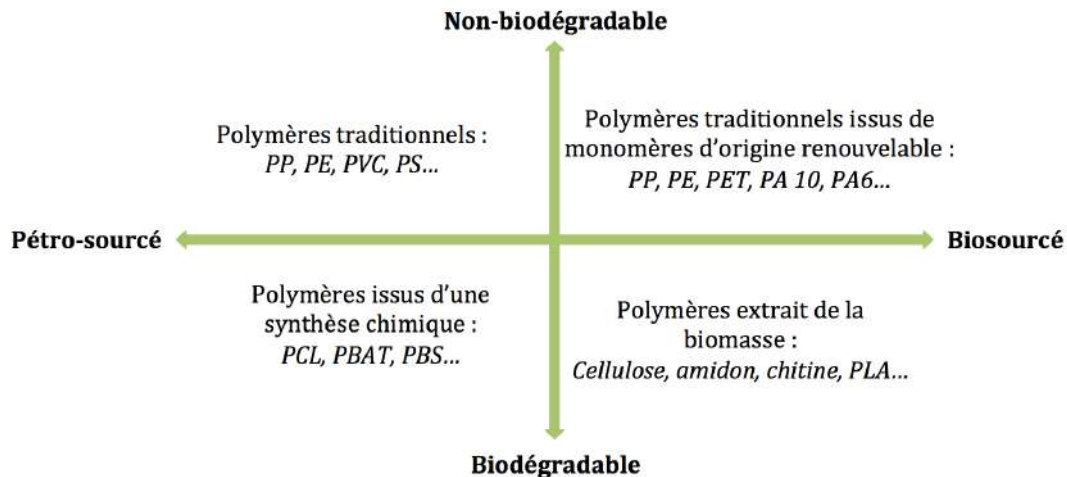 Non-biodégradable
Polymères traditionnels :
PP, PE, PVC, PS...
Polymères traditionnels issus de
monomères d'origine renouvelable :
PP, PE, PET, PA 10, PA6...
Pétro-sourcé
Biosourcé
Polymères issus d'une
synthèse chimique :
PCL, PBAT, PBS...
Polymères extrait de la
biomasse :
Cellulose, amidon, chitine, PLA...
Biodégradable